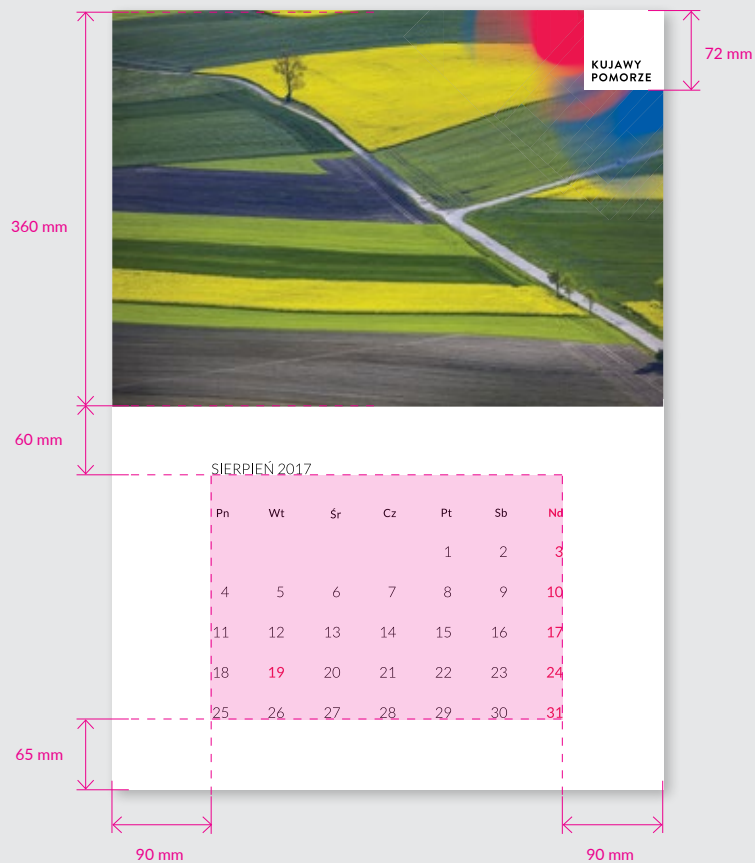 72 mm
KUJAWY
POMORZE
360 mm
60 mm
SIERPIEŃ 2017
Pn Wt Śr Cz Pt Sb Nd
1 2 3
4 5 6 7 8 9 10
11 12 13 14 15 16 17
18 19 20 21 22 23 24
25 26 27 28 29 30 31
65 mm
90 mm 90 mm